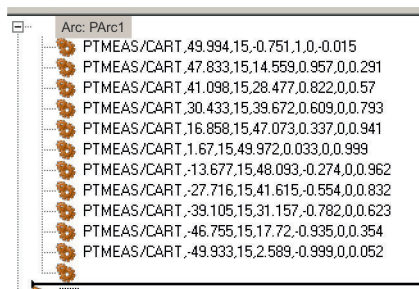 Arc: PArc1
PTMEAS/CART,49.994,15,-0.751,1,0,-0.015
PTMEAS/CART,47.833,15,14.559,0.957,0,0.291
PTMEAS/CART,41.098,15,28.477,0.822,0,0.57
PTMEAS/CART,30.433,15,39.672,0.609,0,0.793
PTMEAS/CART,16.858,15,47.073,0.337,0,0.941
PTMEAS/CART,1.67,15,49.972,0.033,0,0.999
PTMEAS/CART,-13.677,15,48.093,-0.274,0,0.962
PTMEAS/CART,-27.716,15,41.615,-0.554,0,0.832
PTMEAS/CART,-39.105,15,31.157,-0.782,0,0.623
PTMEAS/CART,-46.755,15,17.72,-0.935,0,0.354
PTMEAS/CART,-49.933,15,2.589,-0.999,0,0.052